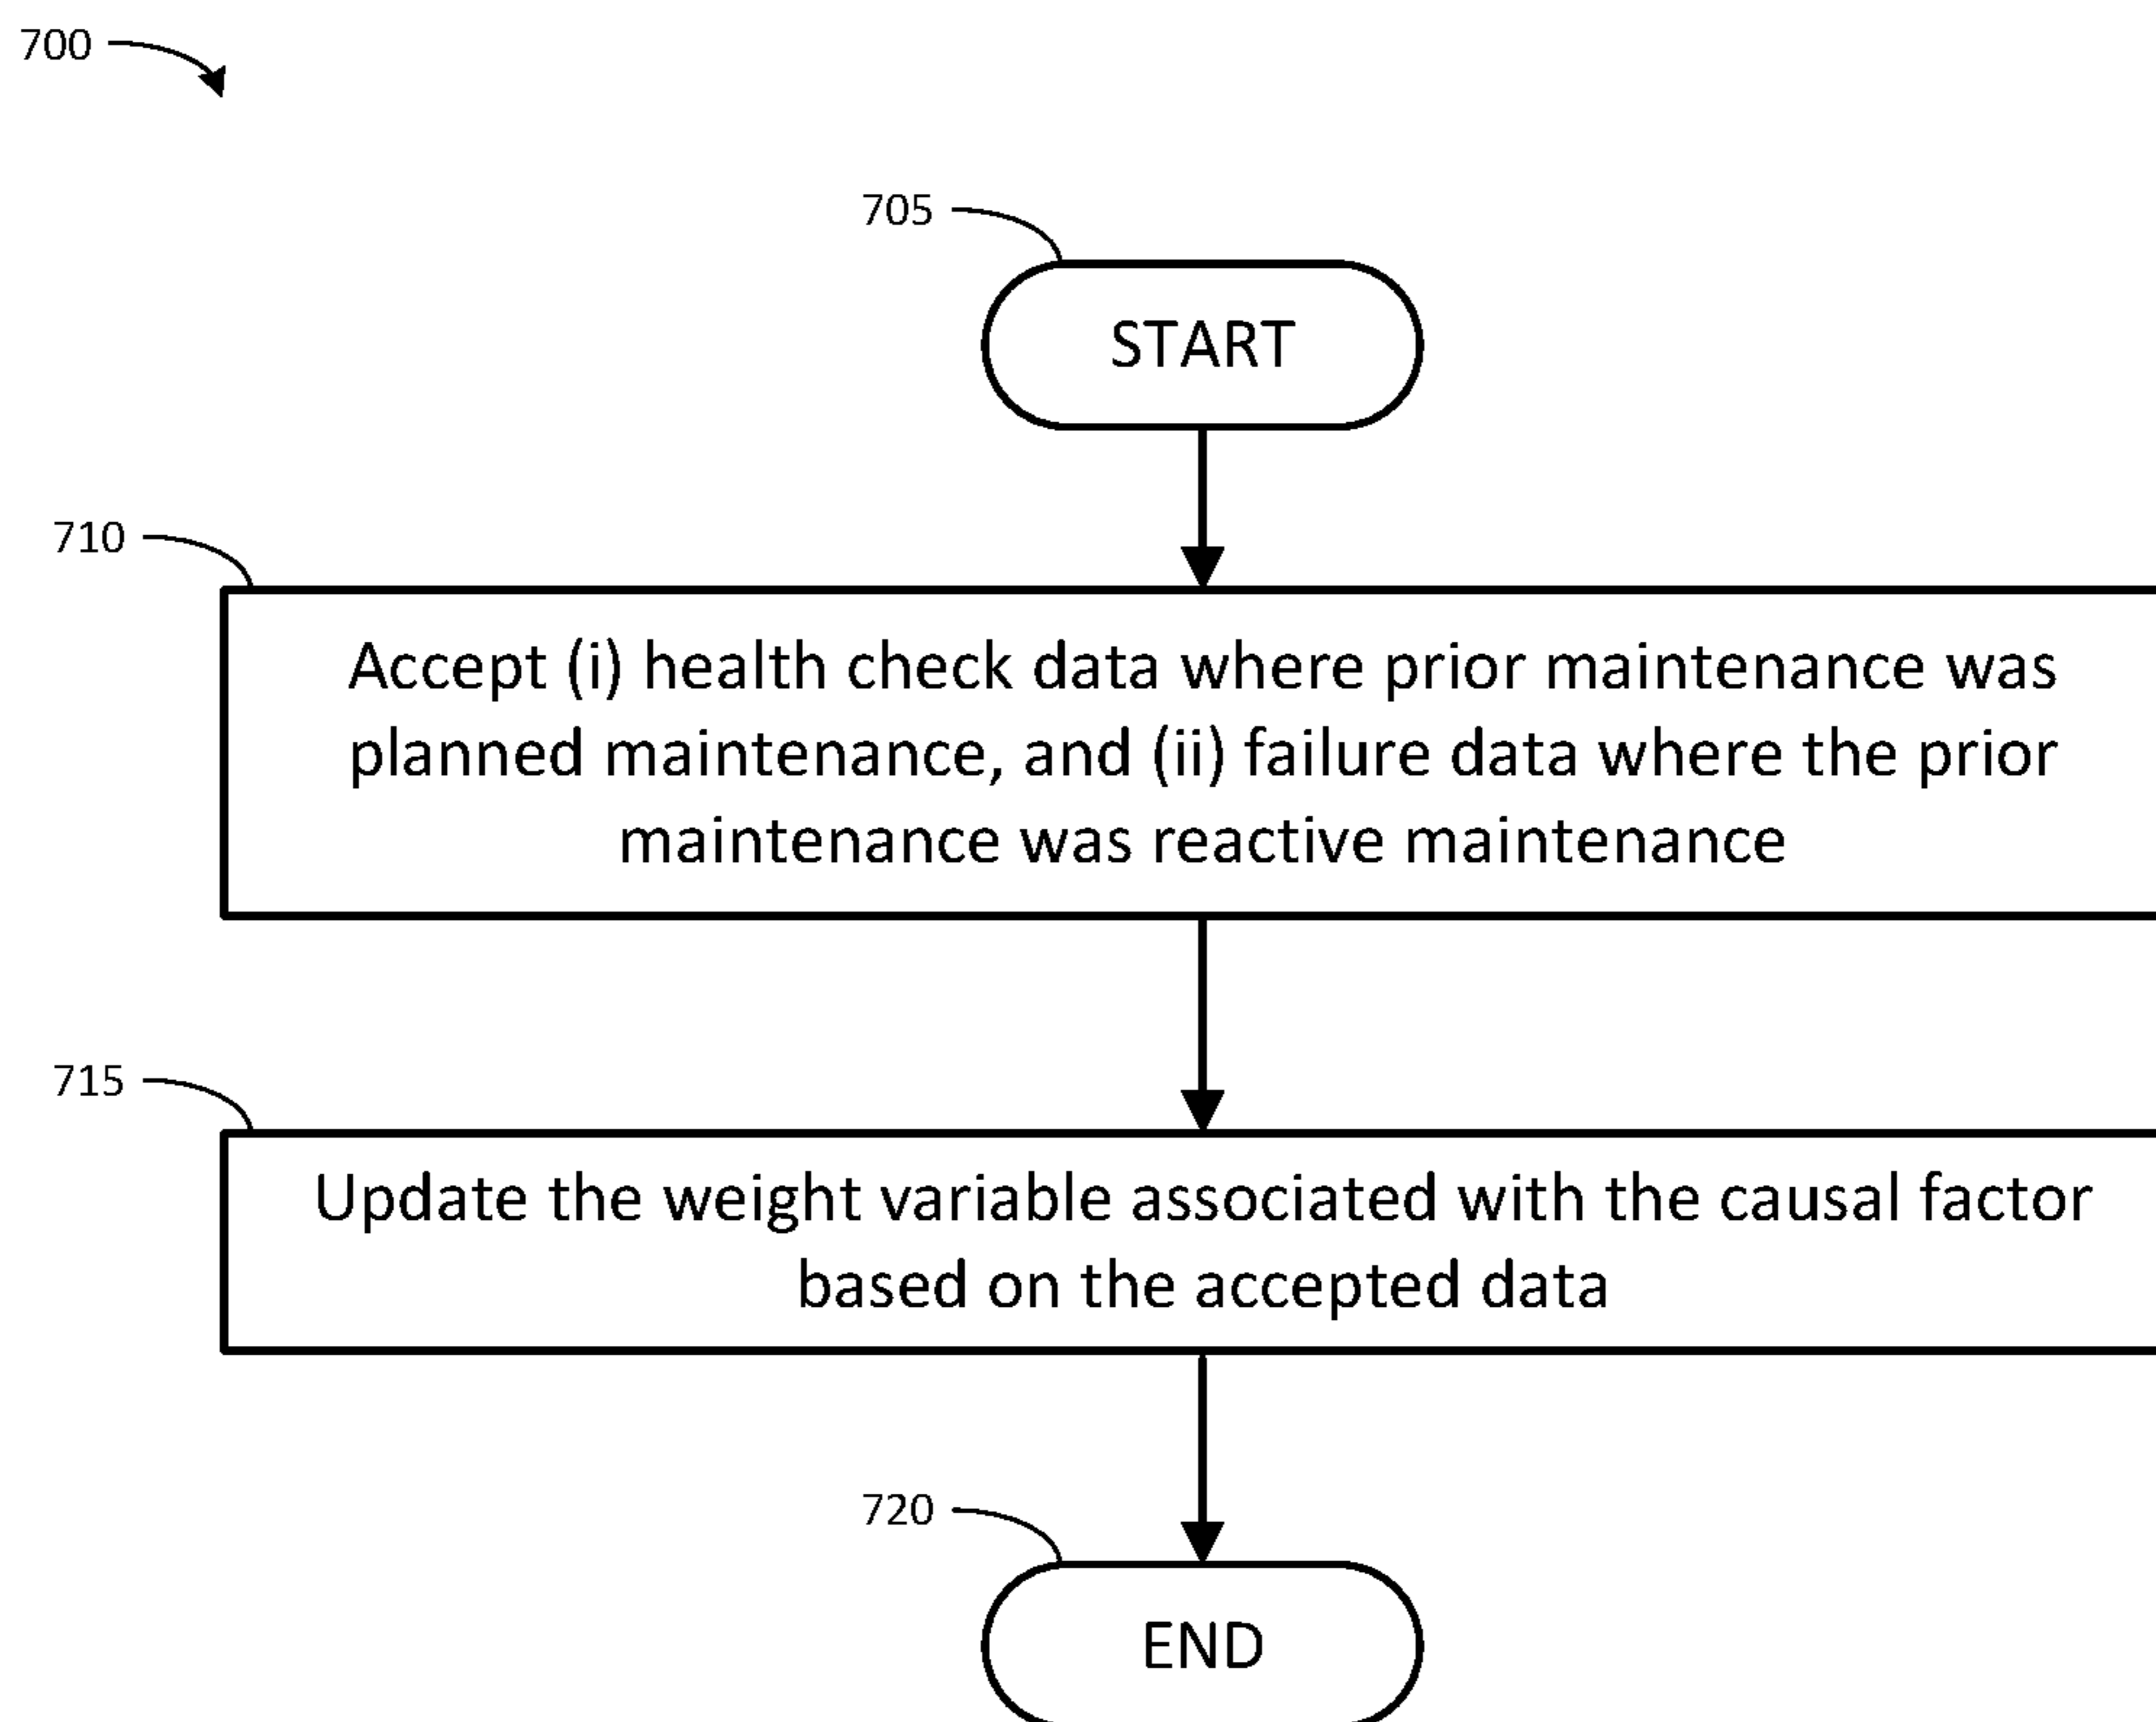 700
705
START
710
Accept (i) health check data where prior maintenance was
planned maintenance, and (ii) failure data where the prior
maintenance was reactive maintenance
715
Update the weight variable associated with the causal factor
based on the accepted data
720
END